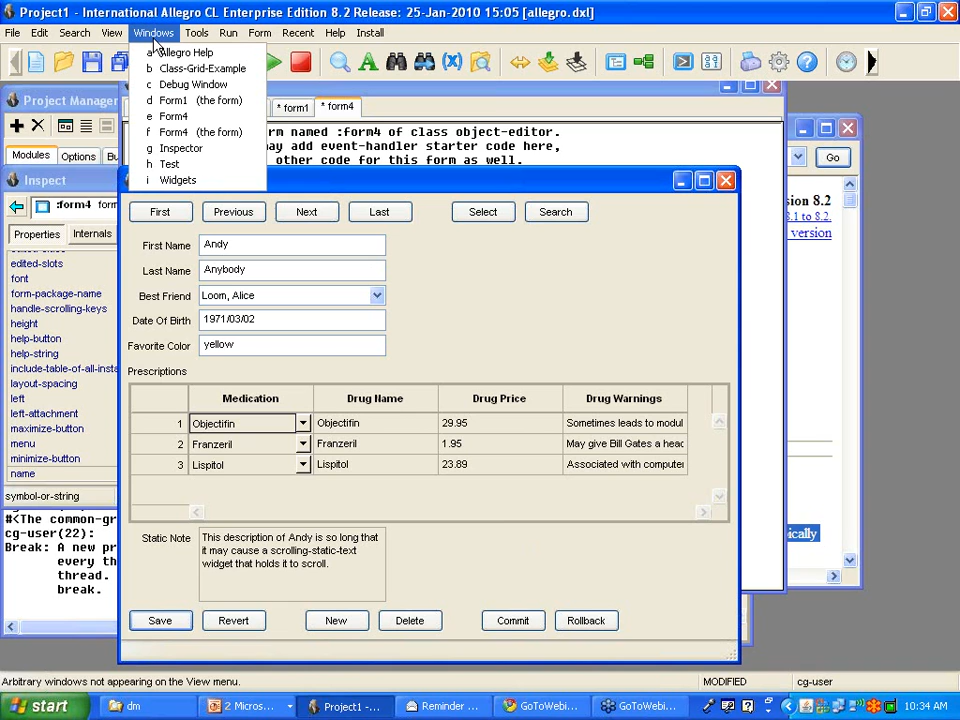 Project1 - International Allegro CL Enterprise Edition 8.2 Release: 25-Jan-2010 15:05 [allegro.dxl]
File Edit Search View Windows Tools Run Form Recent Help Install
a Allegro Help
b Class-Grid-Example
c Debug Window
d Form1 (the form)
e Form4
f Form4 (the form)
g Inspector
h Test
i Widgets
Project Manager
Modules Options
* form1 * form4
orm named :form4 of class object-editor.
ay add event-handler starter code here,
other code for this form as well.
Go
sion 8.2
8.1 to 8.2.
version
ically
Inspect
:form4
Properties Internals
edited-slots
font
form-package-name
handle-scrolling-keys
height
help-button
help-string
include-table-of-all-insta
layout-spacing
left
left-attachment
maximize-button
menu
minimize-button
name
symbol-or-string
#<The common-gr
cg-user(22):
Break: A new pr
every th
thread.
break.
First Previous Next Last Select Search
First Name Andy
Last Name Anybody
Best Friend Loom, Alice
Date Of Birth 1971/03/02
Favorite Color yellow
Prescriptions
Medication Drug Name Drug Price Drug Warnings
1 Objectifin Objectifin 29.95 Sometimes leads to modul
2 Franzeril Franzeril 1.95 May give Bill Gates a head
3 Lispitol Lispitol 23.89 Associated with computer
Static Note
This description of Andy is so long that
it may cause a scrolling-static-text
widget that holds it to scroll.
Save Revert New Delete Commit Rollback
Arbitrary windows not appearing on the View menu.
MODIFIED
cg-user
start
dm
2 Micros...
Project1 -...
Reminder ...
GoToWebi...
GoToWebi...
10:34 AM